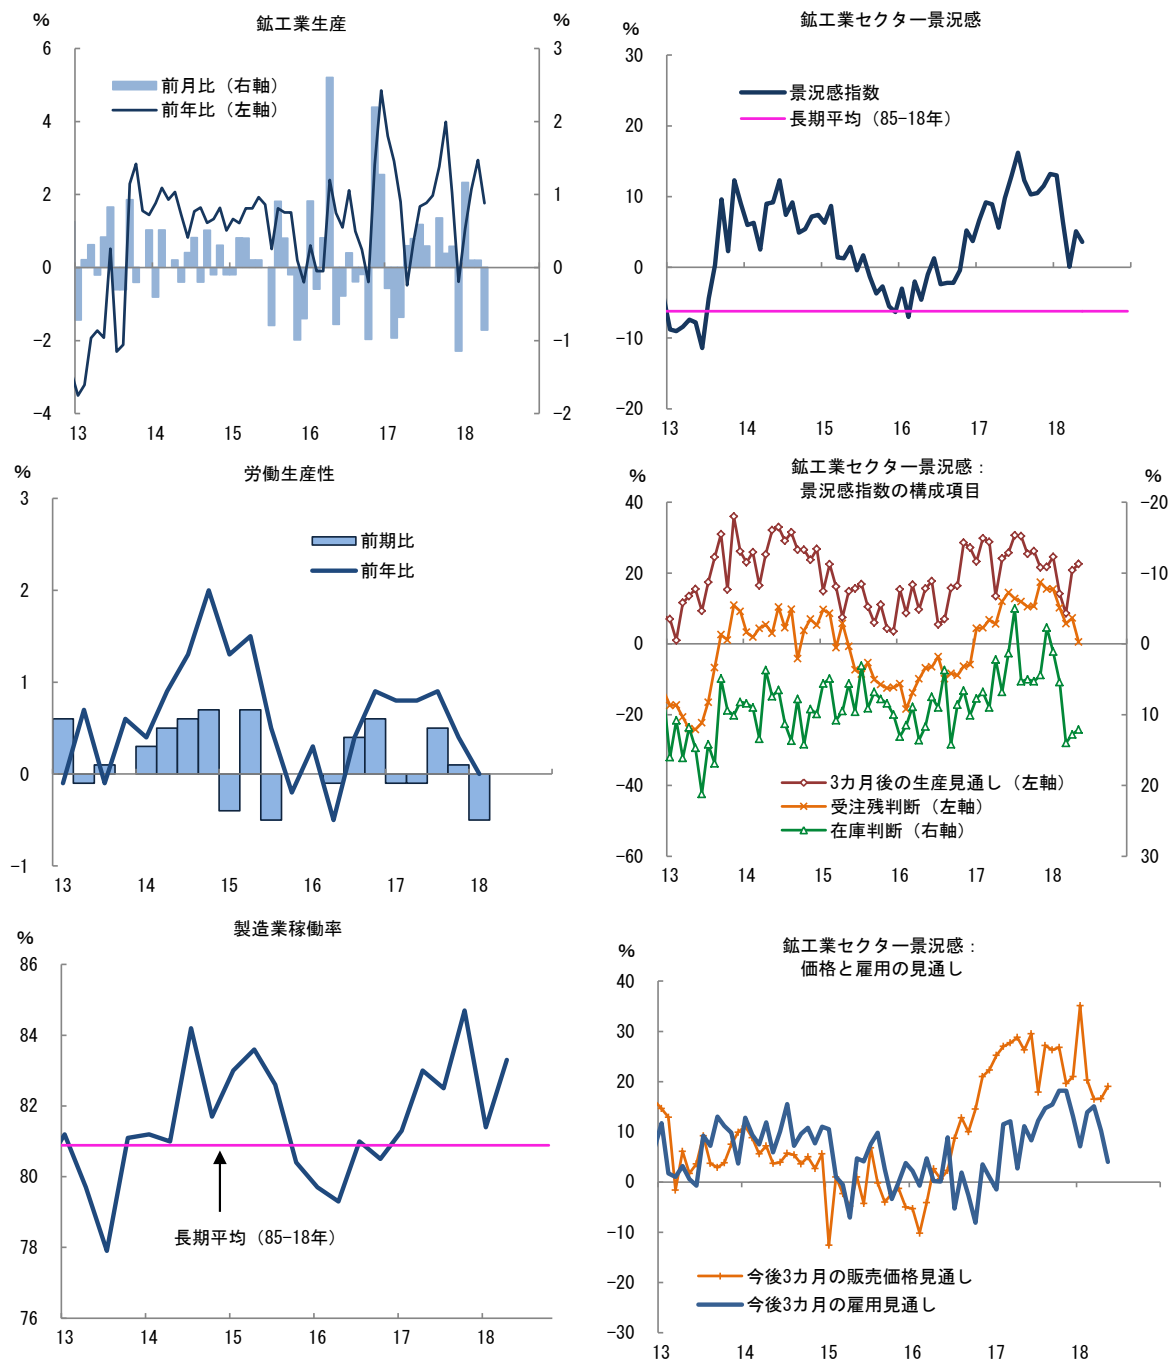 鉱工業生産
%
%
前月比（右軸）
前年比（左軸）
6
4
2
0
−2
−4
3
2
1
0
−1
−2
13 14 15 16 17 18
鉱工業セクター景況感
%
景況感指数
長期平均（85-18年）
30
20
10
0
−10
−20
13 14 15 16 17 18
労働生産性
%
前期比
前年比
3
2
1
0
−1
13 14 15 16 17 18
鉱工業セクター景況感：
景況感指数の構成項目
%
%
40
20
0
−20
−40
−60
-20
-10
0
10
20
30
3カ月後の生産見通し（左軸）
受注残判断（左軸）
在庫判断（右軸）
13 14 15 16 17 18
製造業稼働率
%
86
84
82
80
78
76
長期平均（85-18年）
13 14 15 16 17 18
鉱工業セクター景況感：
価格と雇用の見通し
%
40
30
20
10
0
−10
−20
−30
今後3カ月の販売価格見通し
今後3カ月の雇用見通し
13 14 15 16 17 18